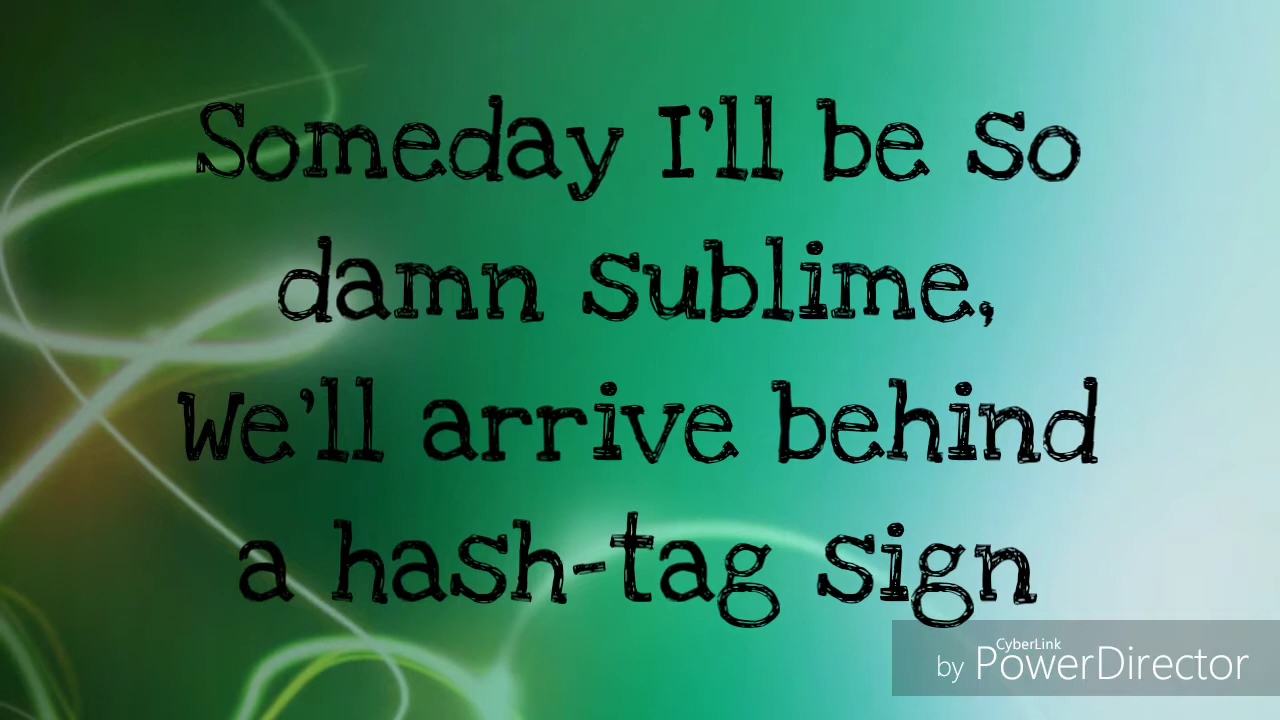 Someday I'll be so
damn sublime,
We'll arrive behind
a hash-tag sign
by CyberLink PowerDirector